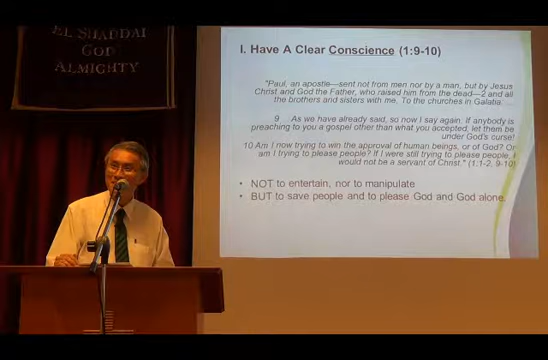 EL SHADDAI
GOD
ALMIGHTY
I. Have A Clear Conscience (1:9-10)
"Paul, an apostle—sent not from men nor by a man, but by Jesus
Christ and God the Father, who raised him from the dead—2 and all
the brothers and sisters with me, To the churches in Galatia:
9 As we have already said, so now I say again: If anybody is
preaching to you a gospel other than what you accepted, let them be
under God's curse!
10 Am I now trying to win the approval of human beings, or of God? Or
am I trying to please people? If I were still trying to please people, I
would not be a servant of Christ." (1:1-2, 9-10)
• NOT to entertain, nor to manipulate
• BUT to save people and to please God and God alone.